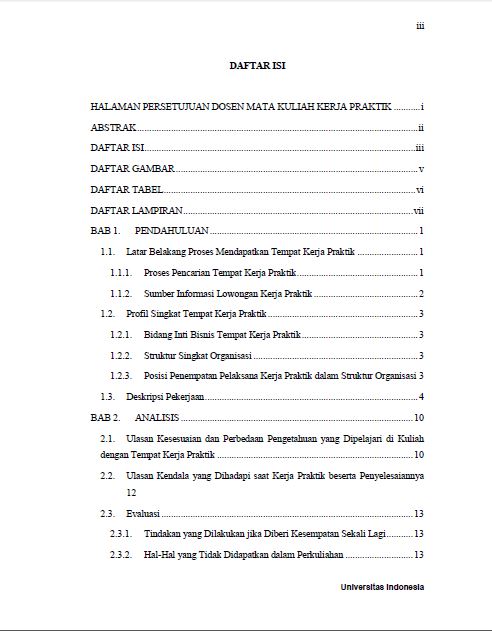 iii
DAFTAR ISI
HALAMAN PERSETUJUAN DOSEN MATA KULIAH KERJA PRAKTIK ........... i
ABSTRAK ........... ii
DAFTAR ISI ........... iii
DAFTAR GAMBAR ........... v
DAFTAR TABEL ........... vi
DAFTAR LAMPIRAN ........... vii
BAB 1. PENDAHULUAN ........... 1
1.1. Latar Belakang Proses Mendapatkan Tempat Kerja Praktik ........... 1
1.1.1. Proses Pencarian Tempat Kerja Praktik ........... 1
1.1.2. Sumber Informasi Lowongan Kerja Praktik ........... 2
1.2. Profil Singkat Tempat Kerja Praktik ........... 3
1.2.1. Bidang Inti Bisnis Tempat Kerja Praktik ........... 3
1.2.2. Struktur Singkat Organisasi ........... 3
1.2.3. Posisi Penempatan Pelaksana Kerja Praktik dalam Struktur Organisasi 3
1.3. Deskripsi Pekerjaan ........... 4
BAB 2. ANALISIS ........... 10
2.1. Ulasan Kesesuaian dan Perbedaan Pengetahuan yang Dipelajari di Kuliah
dengan Tempat Kerja Praktik ........... 10
2.2. Ulasan Kendala yang Dihadapi saat Kerja Praktik beserta Penyelesaiannya
12
2.3. Evaluasi ........... 13
2.3.1. Tindakan yang Dilakukan jika Diberi Kesempatan Sekali Lagi ........... 13
2.3.2. Hal-Hal yang Tidak Didapatkan dalam Perkuliahan ........... 13
Universitas Indonesia